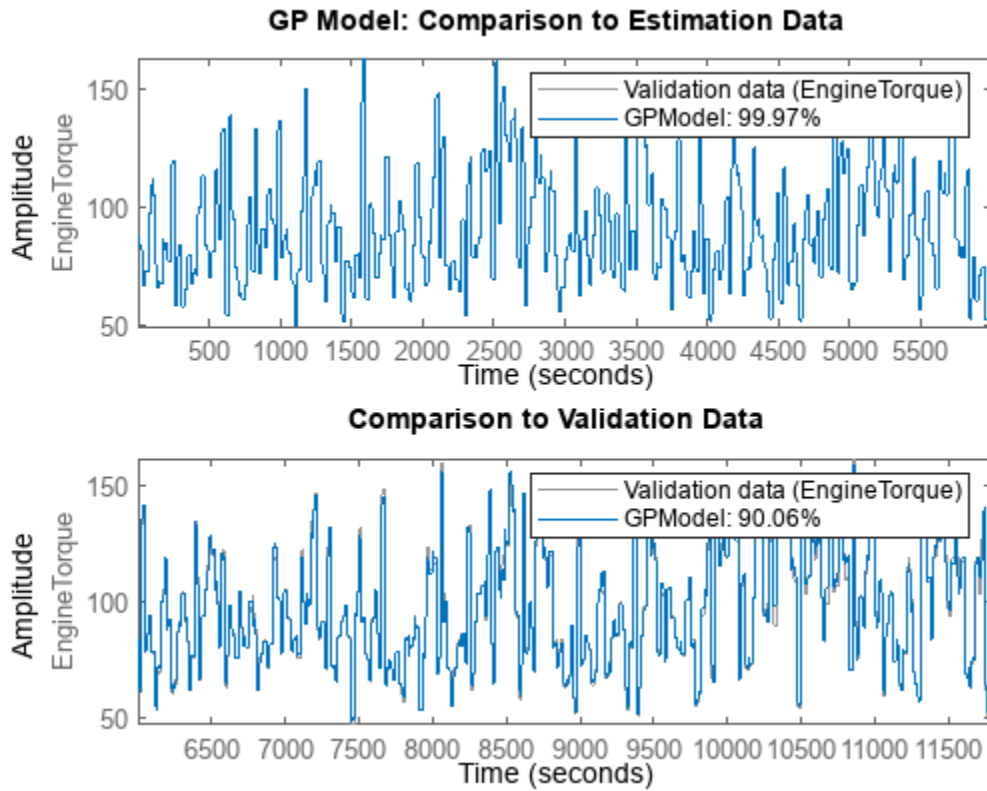 GP Model: Comparison to Estimation Data
Amplitude
EngineTorque
150
100
50
Validation data (EngineTorque)
GPModel: 99.97%
500 1000 1500 2000 2500 3000 3500 4000 4500 5000 5500
Time (seconds)
Comparison to Validation Data
Amplitude
EngineTorque
150
100
50
Validation data (EngineTorque)
GPModel: 90.06%
6500 7000 7500 8000 8500 9000 9500 10000 10500 11000 11500
Time (seconds)